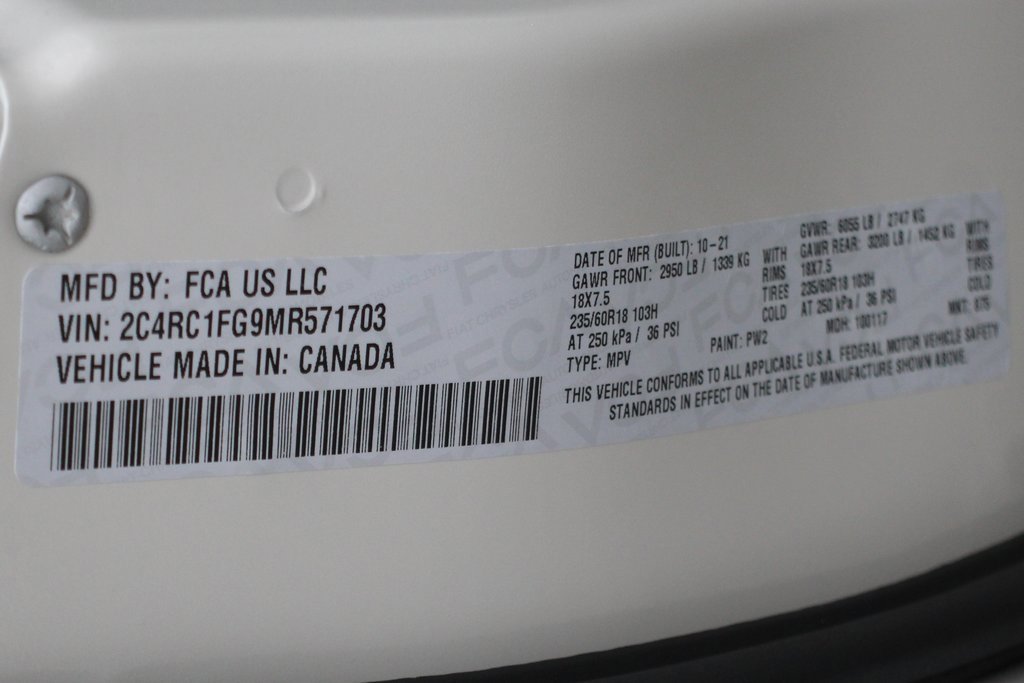 MFD BY: FCA US LLC
VIN: 2C4RC1FG9MR571703
VEHICLE MADE IN: CANADA
DATE OF MFR (BUILT): 10-21 GVWR: 6055 LB / 2747 KG
GAWR FRONT: 2950 LB / 1339 KG WITH GAWR REAR: 3200 LB / 1452 KG WITH
18X7.5 RIMS 18X7.5 RIMS
235/60R18 103H TIRES 235/60R18 103H TIRES
AT 250 kPa / 36 PSI COLD AT 250 kPa / 36 PSI COLD
TYPE: MPV PAINT: PW2 MDH: 100117
THIS VEHICLE CONFORMS TO ALL APPLICABLE U.S.A. FEDERAL MOTOR VEHICLE SAFETY
STANDARDS IN EFFECT ON THE DATE OF MANUFACTURE SHOWN ABOVE.